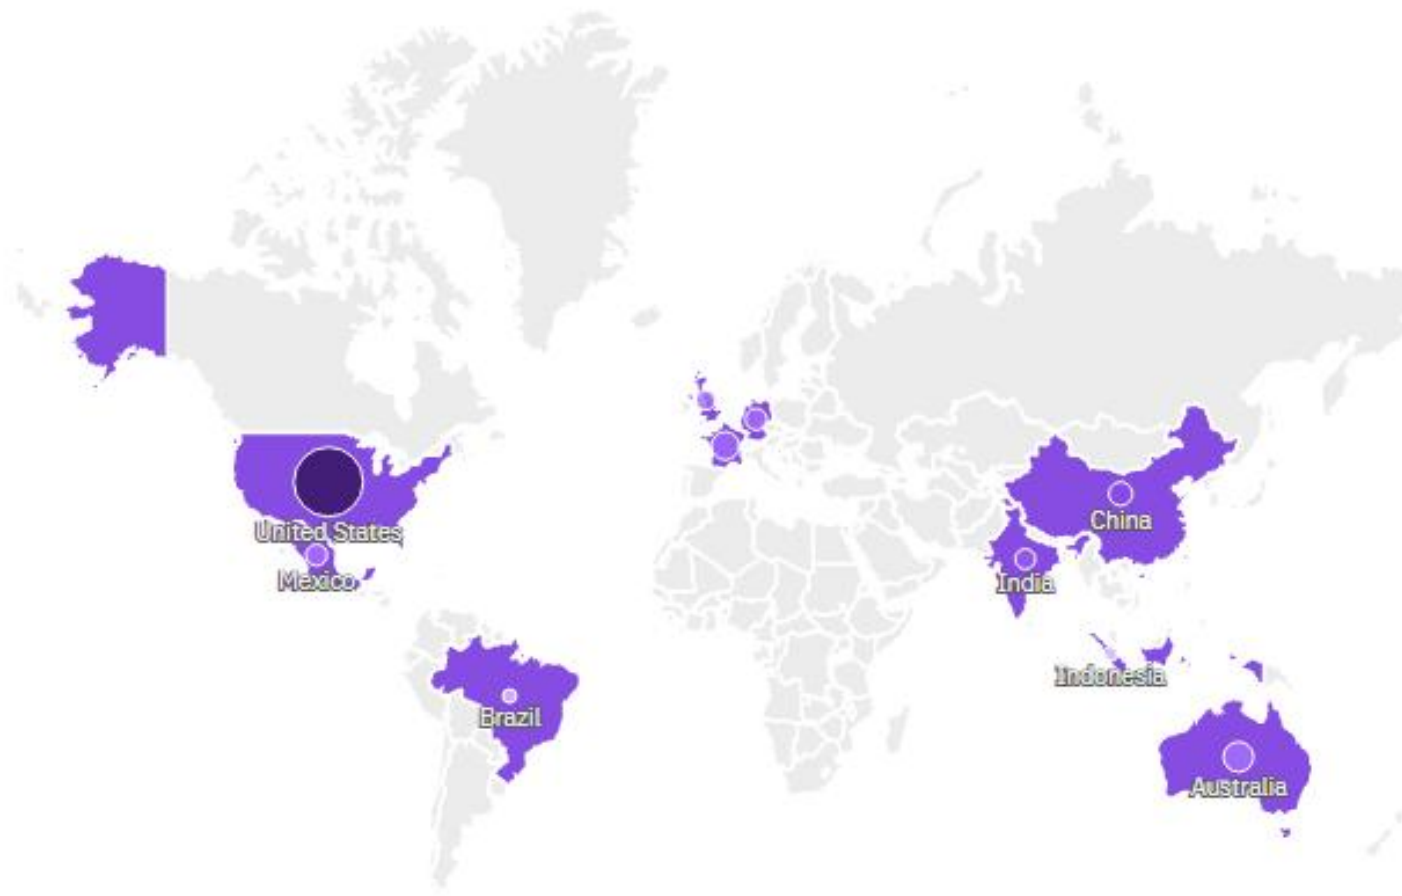 United States
Mexico
China
India
Indonesia
Brazil
Australia